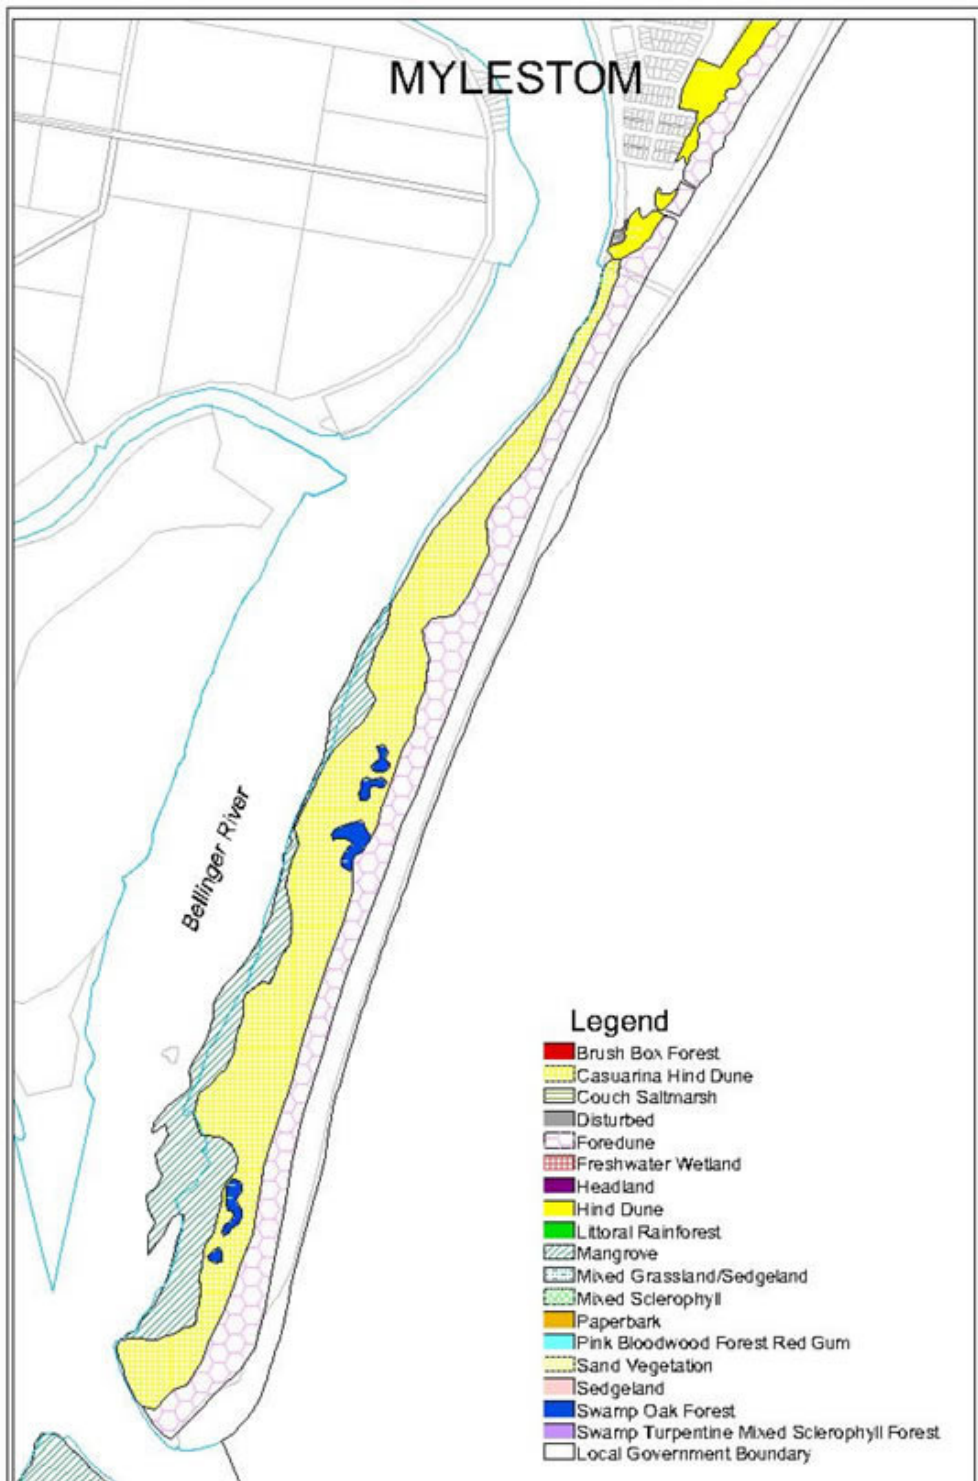 MYLESTOM
Bellinger River
Legend
Brush Box Forest
Casuarina Hind Dune
Couch Saltmarsh
Disturbed
Foredune
Freshwater Wetland
Headland
Hind Dune
Littoral Rainforest
Mangrove
Mixed Grassland/Sedgeland
Mixed Sclerophyll
Paperbark
Pink Bloodwood Forest Red Gum
Sand Vegetation
Sedgeland
Swamp Oak Forest
Swamp Turpentine Mixed Sclerophyll Forest
Local Government Boundary